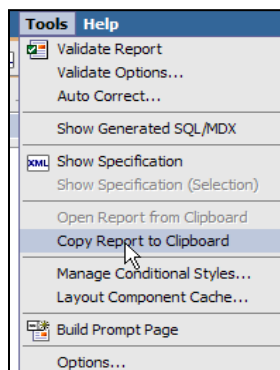 Tools Help
Validate Report
Validate Options...
Auto Correct...
Show Generated SQL/MDX
XML Show Specification
Show Specification (Selection)
Open Report from Clipboard
Copy Report to Clipboard
Manage Conditional Styles...
Layout Component Cache...
Build Prompt Page
Options...